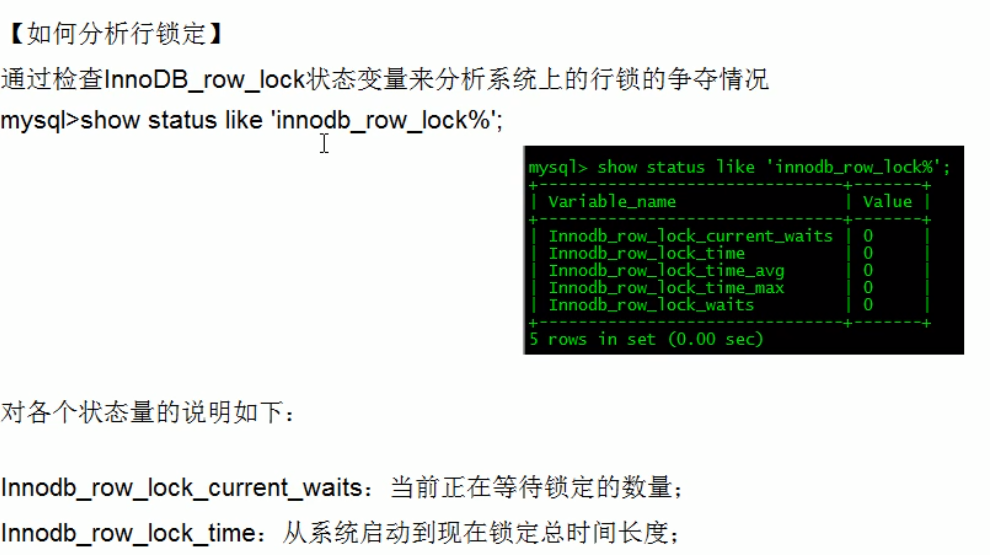 【如何分析行锁定】
通过检查InnoDB_row_lock状态变量来分析系统上的行锁的争夺情况
mysql>show status like 'innodb_row_lock%';
mysql> show status like 'innodb_row_lock%';
+-------------------------------+-------+
| Variable_name | Value |
+-------------------------------+-------+
| Innodb_row_lock_current_waits | 0 |
| Innodb_row_lock_time | 0 |
| Innodb_row_lock_time_avg | 0 |
| Innodb_row_lock_time_max | 0 |
| Innodb_row_lock_waits | 0 |
+-------------------------------+-------+
5 rows in set (0.00 sec)
对各个状态量的说明如下：
Innodb_row_lock_current_waits：当前正在等待锁定的数量；
Innodb_row_lock_time：从系统启动到现在锁定总时间长度；